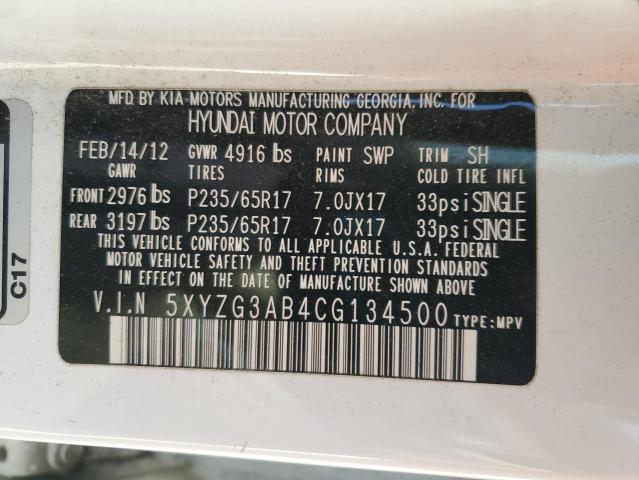 MFD. BY KIA MOTORS MANUFACTURING GEORGIA, INC. FOR
HYUNDAI MOTOR COMPANY
FEB/14/12 GVWR 4916 lbs PAINT SWP TRIM SH
GAWR TIRES RIMS COLD TIRE INFL
FRONT 2976 lbs P235/65R17 7.0JX17 33psi SINGLE
REAR 3197 lbs P235/65R17 7.0JX17 33psi SINGLE
THIS VEHICLE CONFORMS TO ALL APPLICABLE U.S.A. FEDERAL
MOTOR VEHICLE SAFETY AND THEFT PREVENTION STANDARDS
IN EFFECT ON THE DATE OF MANUFACTURE SHOWN ABOVE.
V.I.N 5XYZG3AB4CG134500 TYPE:MPV
C17